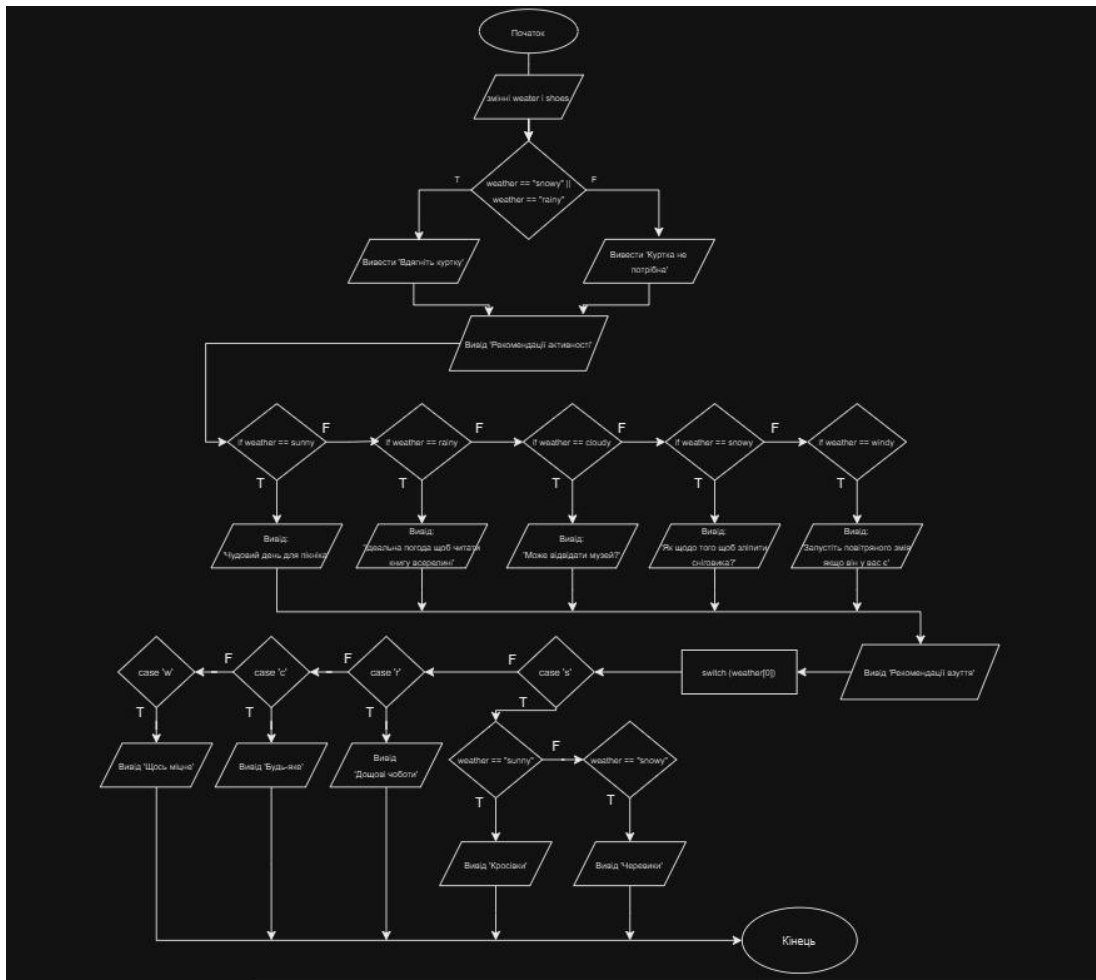 Початок
змінні weater і shoes
T
weather == "snowy" ||
weather == "rainy"
F
Вивести 'Вдягніть куртку'
Вивести 'Куртка не
потрібна'
Вивід 'Рекомендації активності'
if weather == sunny
F
if weather == rainy
F
if weather == cloudy
F
if weather == snowy
F
if weather == windy
T
T
T
T
T
Вивід:
'Чудовий день для пікніка'
Вивід:
'Ідеальна погода щоб читати
книгу всерелині'
Вивід:
'Може відвідати музей?'
Вивід:
'Як щодо того щоб зліпити
сніговика?'
Вивід:
'Запустіть повітряного змія
якщо він у вас є'
case 'w'
F
case 'c'
F
case 'r'
F
case 's'
switch (weather[0])
Вивід 'Рекомендації взуття'
T
T
T
T
Вивід 'Щось міцне'
Вивід 'Будь-яке'
Вивід
'Дощові чоботи'
weather == "sunny"
F
weather == "snowy"
T
T
Вивід 'Кросівки'
Вивід 'Черевики'
Кінець